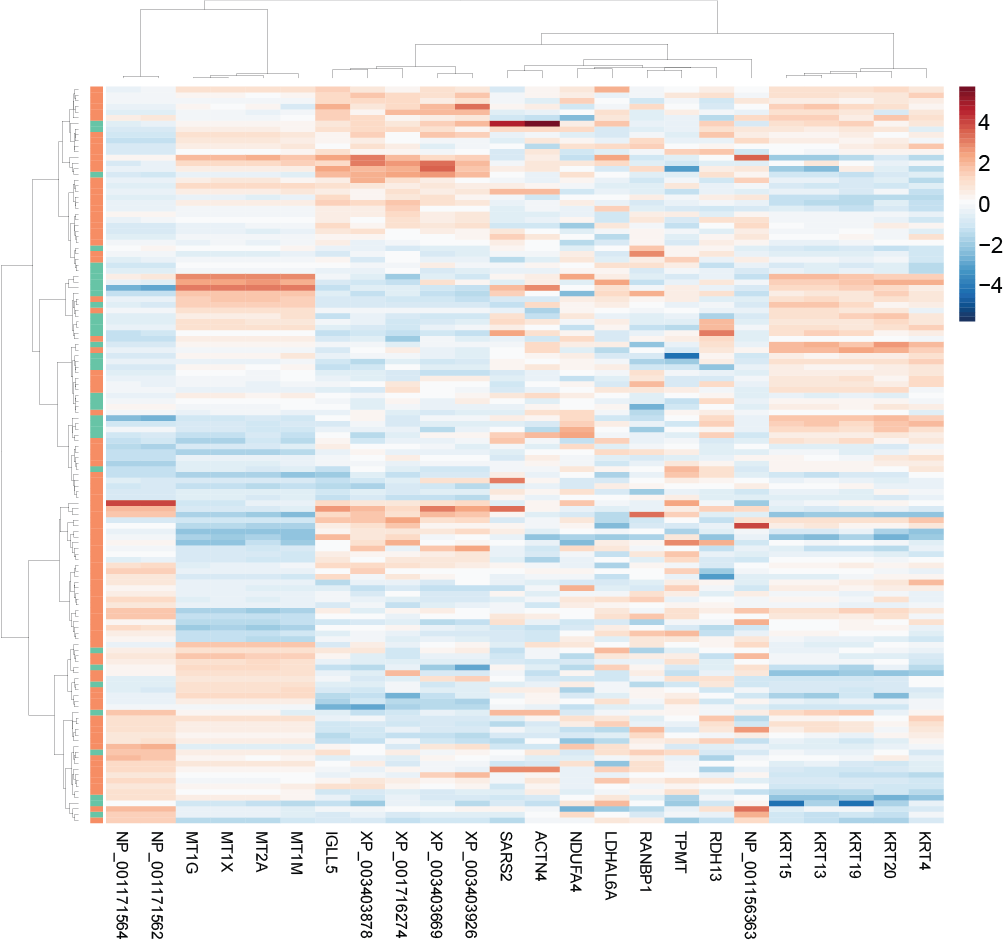 4
2
0
−2
−4
NP_001171564
NP_001171562
MT1G
MT1X
MT2A
MT1M
IGLL5
XP_003403878
XP_001716274
XP_003403669
XP_003403926
SARS2
ACTN4
NDUFA4
LDHAL6A
RANBP1
TPMT
RDH13
NP_001156363
KRT15
KRT13
KRT19
KRT20
KRT4